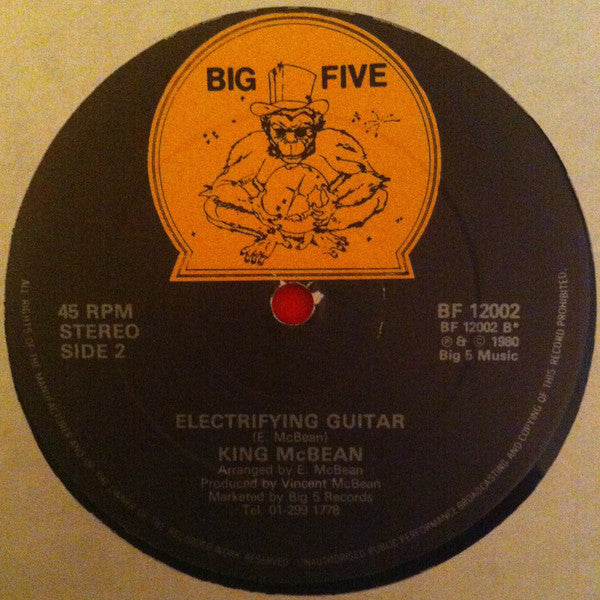 BIG FIVE
45 RPM
STEREO
SIDE 2
BF 12002
BF 12002 B*
Ⓟ & © 1980
Big 5 Music
ELECTRIFYING GUITAR
(E. McBean)
KING McBEAN
Arranged by E. McBean
Produced by Vincent McBean
Marketed by Big 5 Records
Tel 01-299 1778
ALL RIGHTS OF THE MANUFACTURER AND OF THE OWNER OF THE RECORDED WORK RESERVED. UNAUTHORISED PUBLIC PERFORMANCE BROADCASTING AND COPYING OF THIS RECORD PROHIBITED.